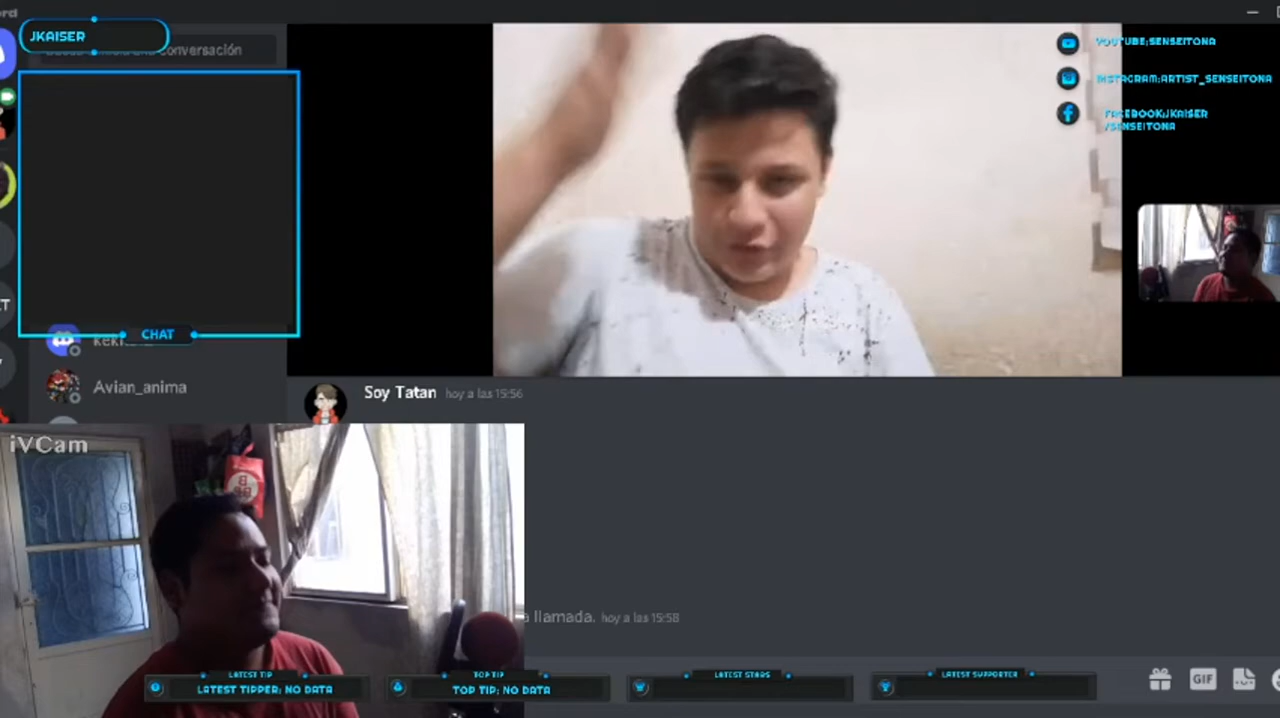 JKAISER
conversación
YOUTUBE:SENSEITONA
INSTAGRAM:ARTIST_SENSEITONA
FACEBOOK:JKAISER
/SENSEITONA
CHAT
Avian_anima
Soy Tatan hoy a las 15:56
iVCam
llamada. hoy a las 15:58
LATEST TIP
LATEST TIPPER: NO DATA
TOP TIP
TOP TIP: NO DATA
LATEST STARS
LATEST SUPPORTER
GIF